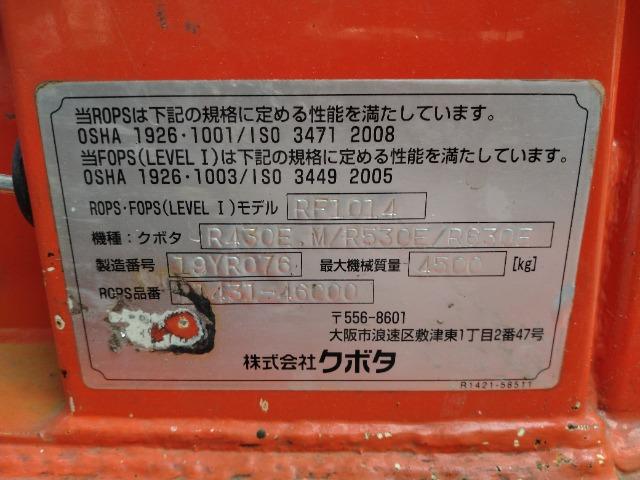 当ROPSは下記の規格に定める性能を満たしています。
OSHA 1926・1001/ISO 3471 2008
当FOPS(LEVEL I)は下記の規格に定める性能を満たしています。
OSHA 1926・1003/ISO 3449 2005
ROPS・FOPS(LEVEL I)モデル RF1014
機種：クボタ R430E,M/R530E/R630E
製造番号 19YR076 最大機械質量 4500 [kg]
ROPS品番 R1431-46000
〒556-8601
大阪市浪速区敷津東1丁目2番47号
株式会社クボタ
R1421-58511